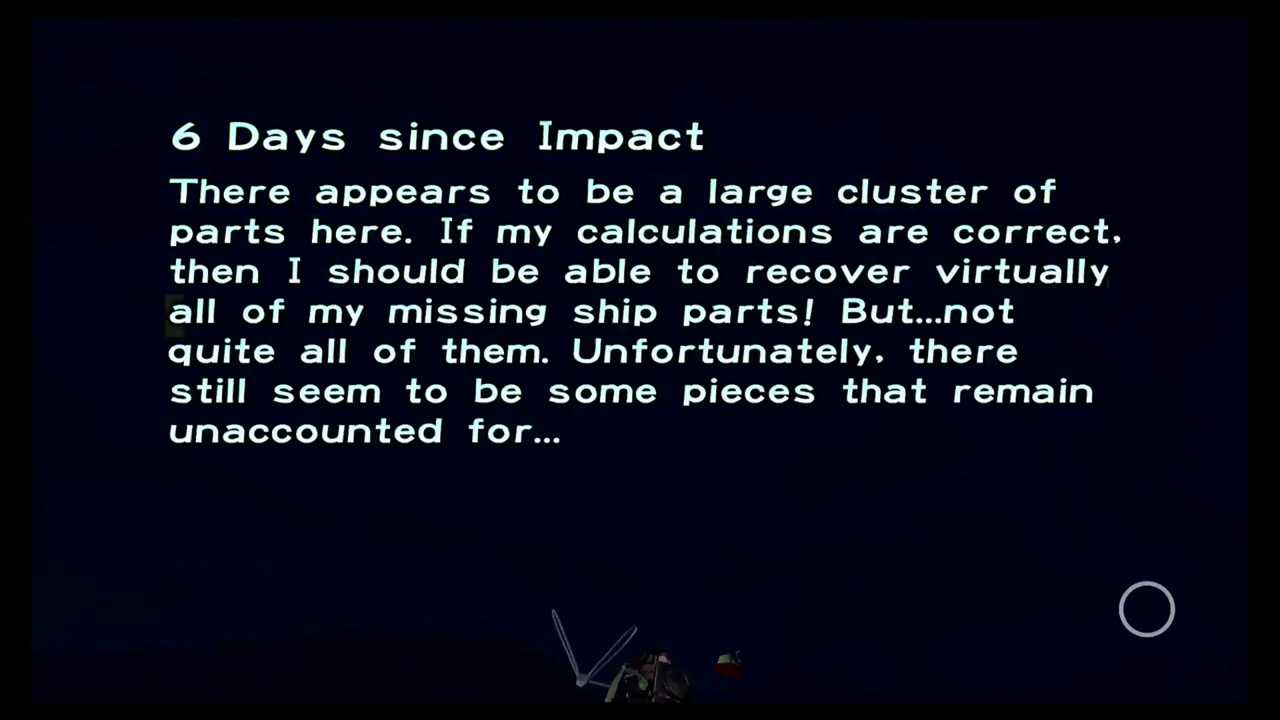 6 Days since Impact
There appears to be a large cluster of
parts here. If my calculations are correct,
then I should be able to recover virtually
all of my missing ship parts! But...not
quite all of them. Unfortunately, there
still seem to be some pieces that remain
unaccounted for...